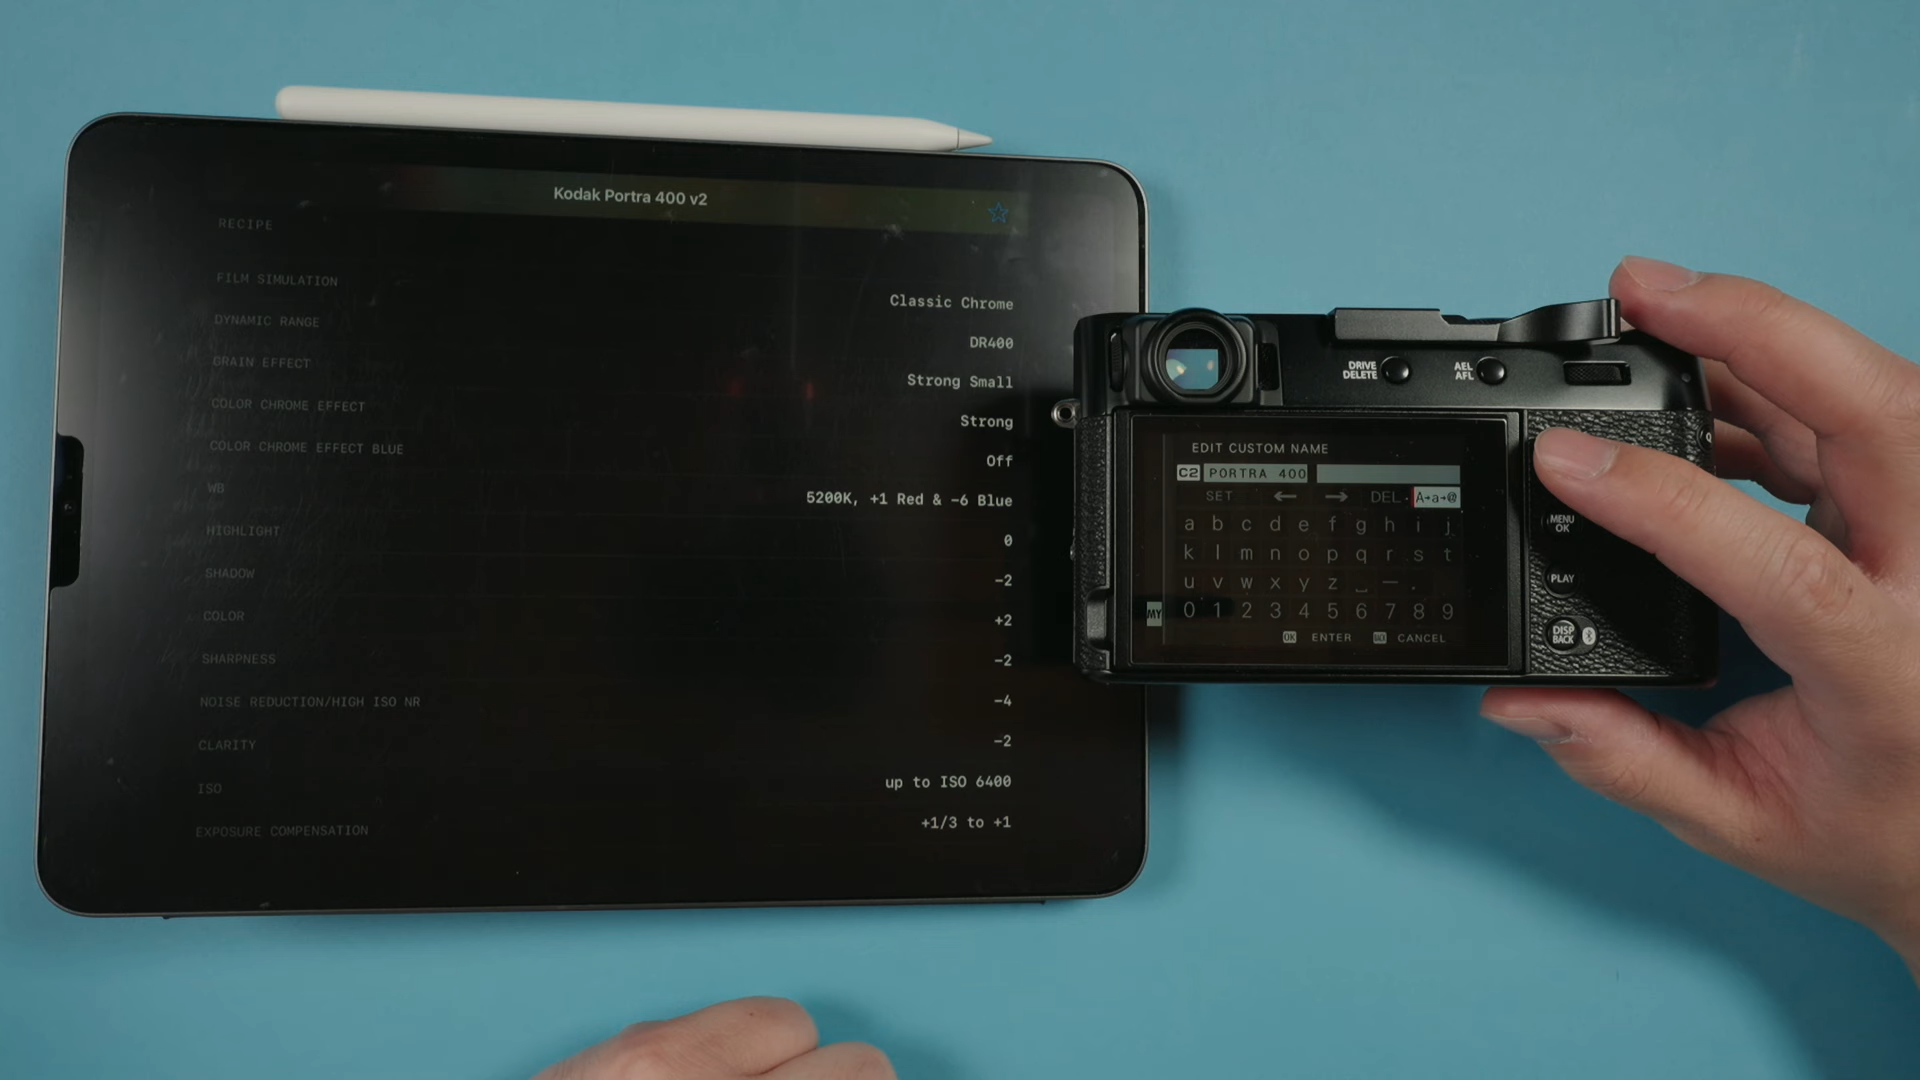 Kodak Portra 400 v2
RECIPE
FILM SIMULATION Classic Chrome
DYNAMIC RANGE DR400
GRAIN EFFECT Strong Small
COLOR CHROME EFFECT Strong
COLOR CHROME EFFECT BLUE Off
WB 5200K, +1 Red & -6 Blue
HIGHLIGHT 0
SHADOW -2
COLOR +2
SHARPNESS -2
NOISE REDUCTION/HIGH ISO NR -4
CLARITY -2
ISO up to ISO 6400
EXPOSURE COMPENSATION +1/3 to +1
DRIVE
DELETE
AEL
AFL
Q
EDIT CUSTOM NAME
C2 PORTRA 400
SET ← → DEL A→a→@
a b c d e f g h i j
k l m n o p q r s t
u v w x y z ⎵ – .
MY
0 1 2 3 4 5 6 7 8 9
OK ENTER BACK CANCEL
MENU
OK
PLAY
DISP
BACK